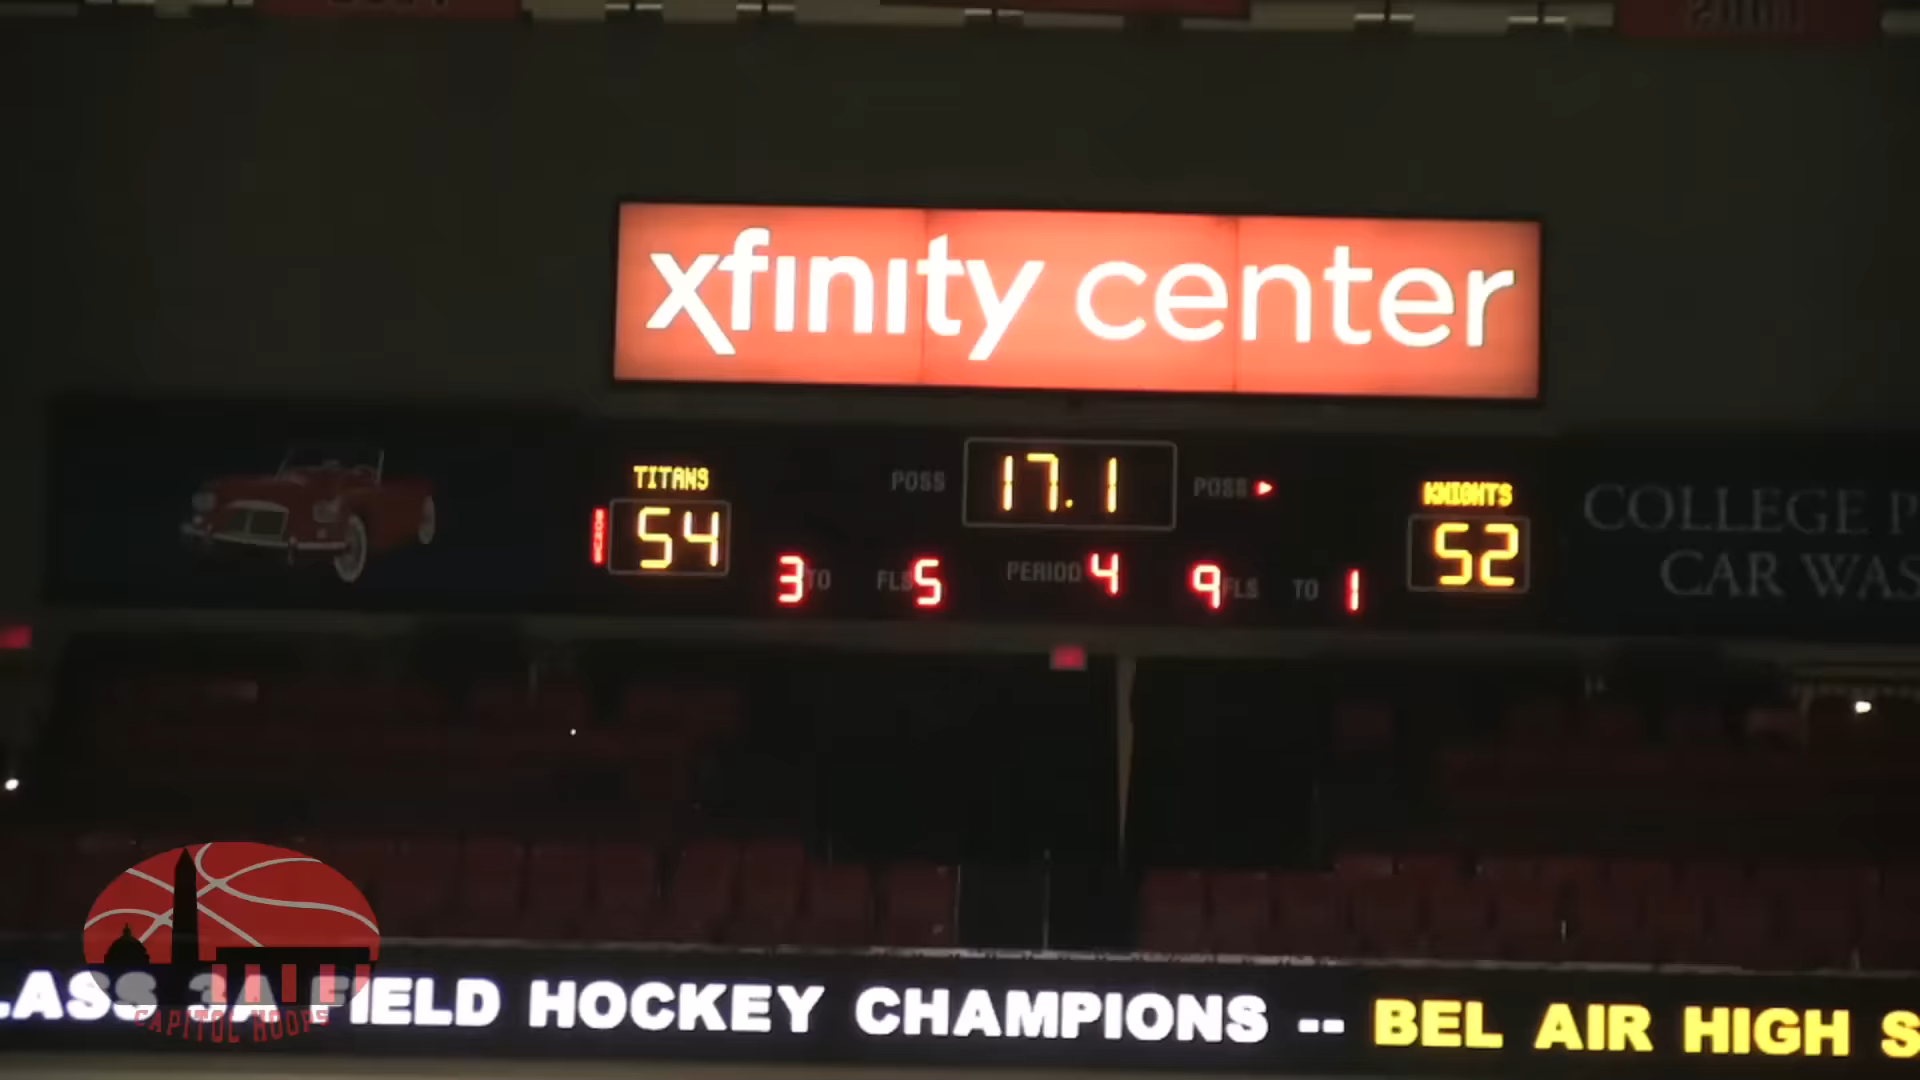 xfinity center
TITANS
54
POSS
17.1
POSS
KNIGHTS
52
3 TO
FLS 5
PERIOD 4
9 FLS
TO 1
COLLEGE P
CAR WAS
LASS 3A FIELD HOCKEY CHAMPIONS -- BEL AIR HIGH S
CAPITOL HOOPS